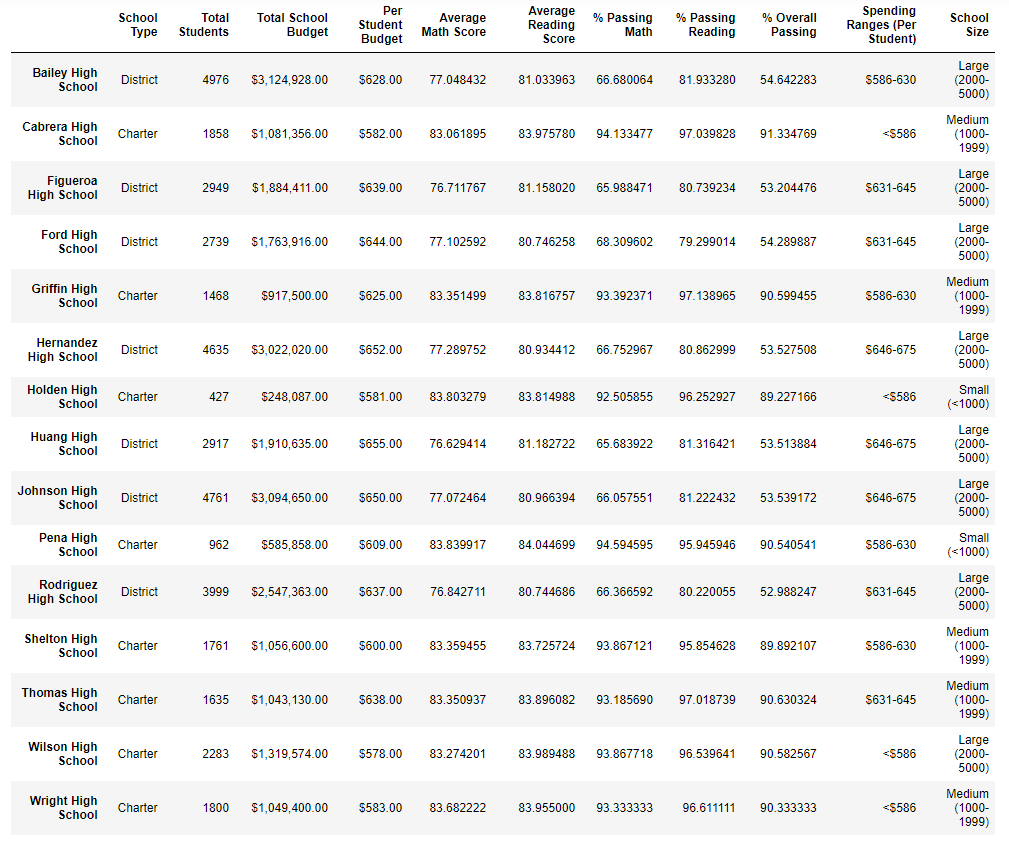 School Type Total Students Total School Budget Per Student Budget Average Math Score Average Reading Score % Passing Math % Passing Reading % Overall Passing Spending Ranges (Per Student) School Size
Bailey High School District 4976 $3,124,928.00 $628.00 77.048432 81.033963 66.680064 81.933280 54.642283 $586-630 Large (2000-5000)
Cabrera High School Charter 1858 $1,081,356.00 $582.00 83.061895 83.975780 94.133477 97.039828 91.334769 <$586 Medium (1000-1999)
Figueroa High School District 2949 $1,884,411.00 $639.00 76.711767 81.158020 65.988471 80.739234 53.204476 $631-645 Large (2000-5000)
Ford High School District 2739 $1,763,916.00 $644.00 77.102592 80.746258 68.309602 79.299014 54.289887 $631-645 Large (2000-5000)
Griffin High School Charter 1468 $917,500.00 $625.00 83.351499 83.816757 93.392371 97.138965 90.599455 $586-630 Medium (1000-1999)
Hernandez High School District 4635 $3,022,020.00 $652.00 77.289752 80.934412 66.752967 80.862999 53.527508 $646-675 Large (2000-5000)
Holden High School Charter 427 $248,087.00 $581.00 83.803279 83.814988 92.505855 96.252927 89.227166 <$586 Small (<1000)
Huang High School District 2917 $1,910,635.00 $655.00 76.629414 81.182722 65.683922 81.316421 53.513884 $646-675 Large (2000-5000)
Johnson High School District 4761 $3,094,650.00 $650.00 77.072464 80.966394 66.057551 81.222432 53.539172 $646-675 Large (2000-5000)
Pena High School Charter 962 $585,858.00 $609.00 83.839917 84.044699 94.594595 95.945946 90.540541 $586-630 Small (<1000)
Rodriguez High School District 3999 $2,547,363.00 $637.00 76.842711 80.744686 66.366592 80.220055 52.988247 $631-645 Large (2000-5000)
Shelton High School Charter 1761 $1,056,600.00 $600.00 83.359455 83.725724 93.867121 95.854628 89.892107 $586-630 Medium (1000-1999)
Thomas High School Charter 1635 $1,043,130.00 $638.00 83.350937 83.896082 93.185690 97.018739 90.630324 $631-645 Medium (1000-1999)
Wilson High School Charter 2283 $1,319,574.00 $578.00 83.274201 83.989488 93.867718 96.539641 90.582567 <$586 Large (2000-5000)
Wright High School Charter 1800 $1,049,400.00 $583.00 83.682222 83.955000 93.333333 96.611111 90.333333 <$586 Medium (1000-1999)